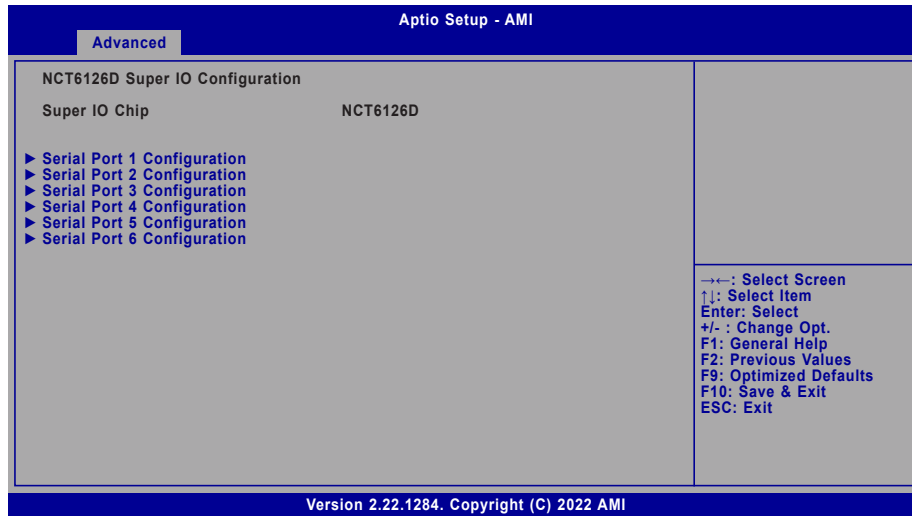 Aptio Setup - AMI
Advanced
NCT6126D Super IO Configuration
Super IO Chip NCT6126D
► Serial Port 1 Configuration
► Serial Port 2 Configuration
► Serial Port 3 Configuration
► Serial Port 4 Configuration
► Serial Port 5 Configuration
► Serial Port 6 Configuration
→←: Select Screen
↑↓: Select Item
Enter: Select
+/- : Change Opt.
F1: General Help
F2: Previous Values
F9: Optimized Defaults
F10: Save & Exit
ESC: Exit
Version 2.22.1284. Copyright (C) 2022 AMI